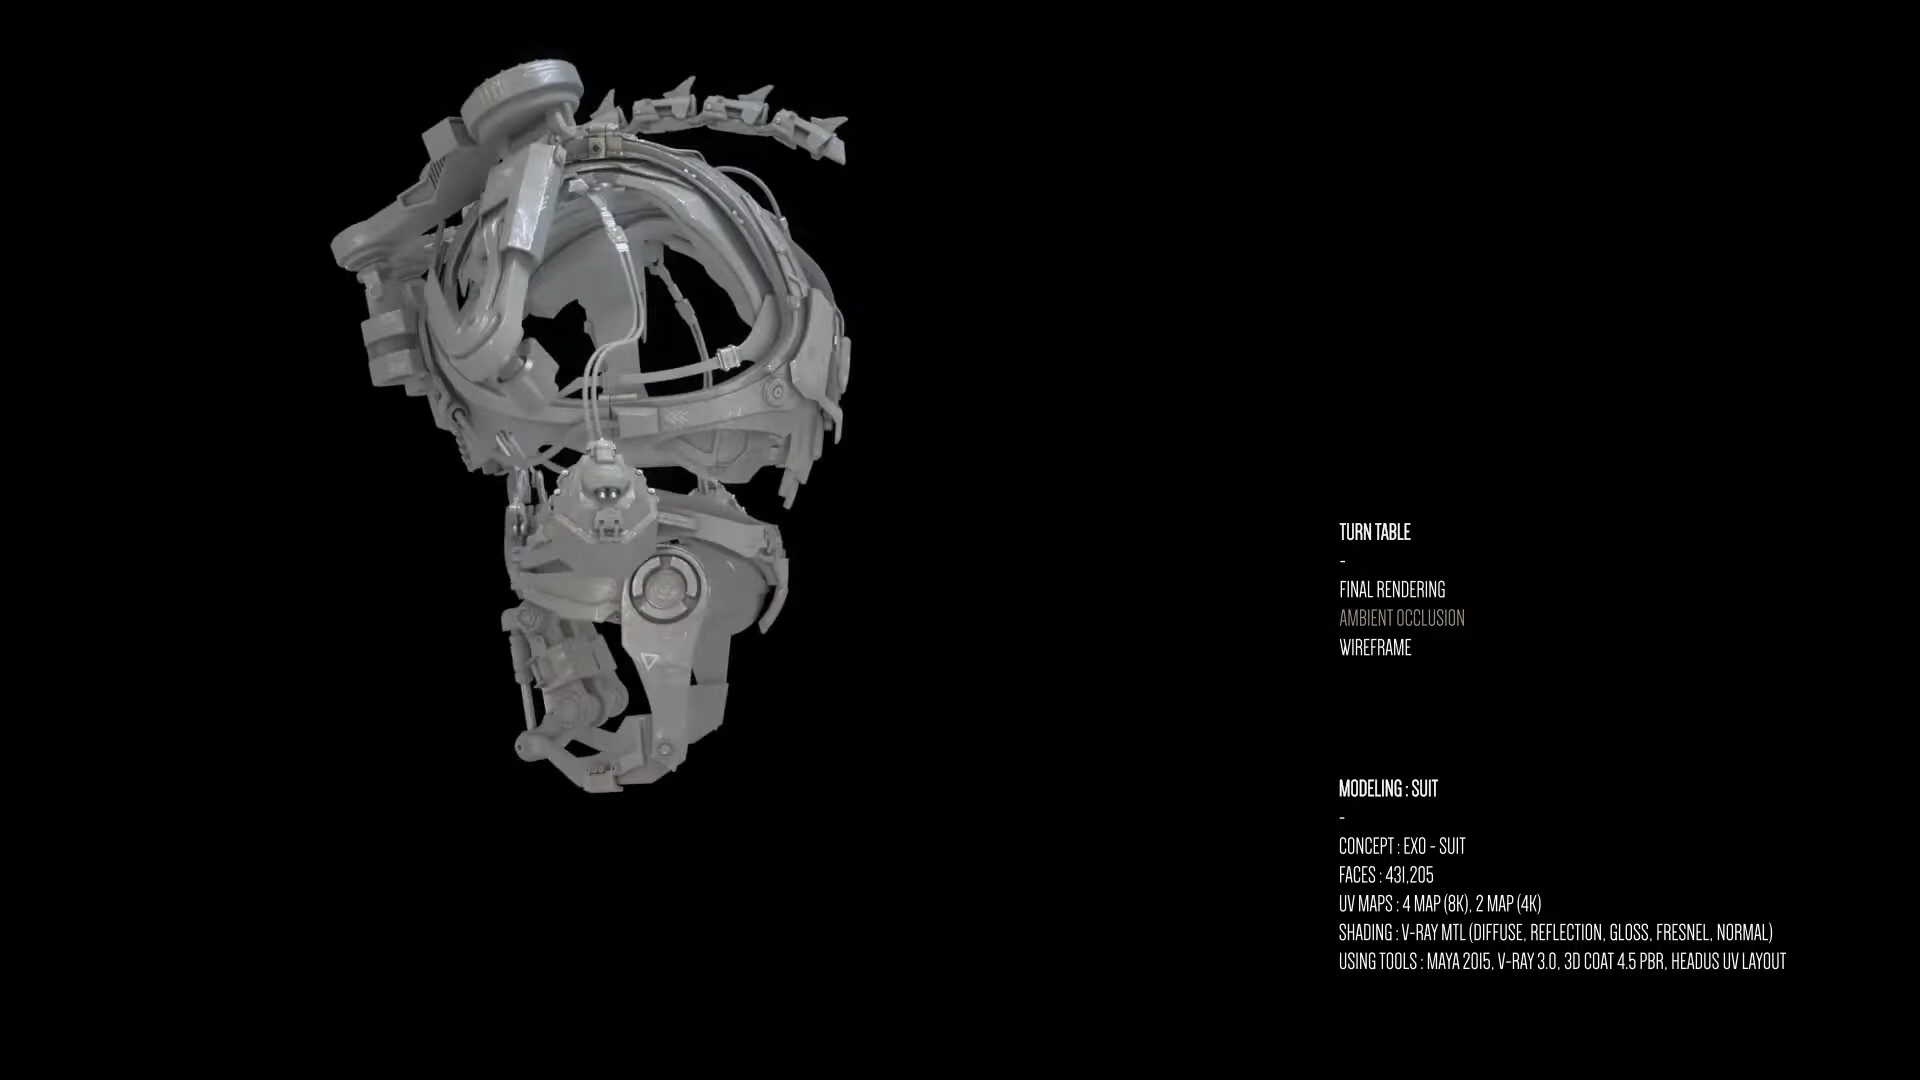 TURN TABLE
-
FINAL RENDERING
AMBIENT OCCLUSION
WIREFRAME
MODELING : SUIT
-
CONCEPT : EXO - SUIT
FACES : 431,205
UV MAPS : 4 MAP (8K), 2 MAP (4K)
SHADING : V-RAY MTL (DIFFUSE, REFLECTION, GLOSS, FRESNEL, NORMAL)
USING TOOLS : MAYA 2015, V-RAY 3.0, 3D COAT 4.5 PBR, HEADUS UV LAYOUT